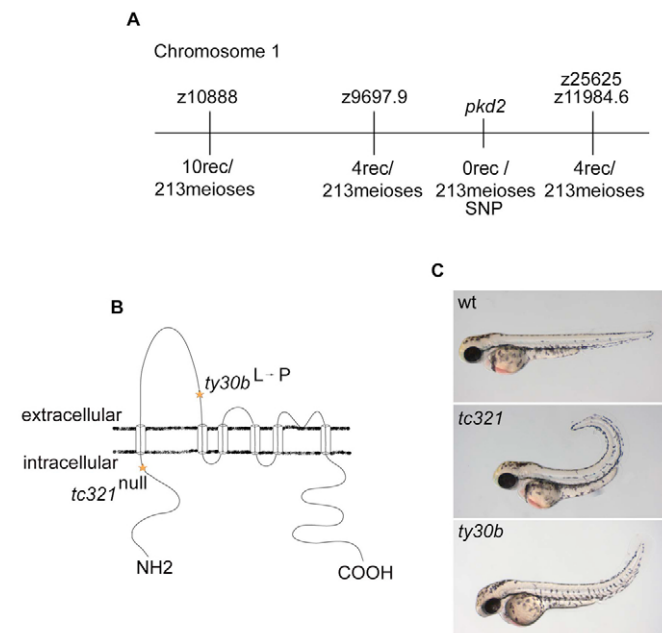 A
Chromosome 1
z10888
z9697.9
pkd2
z25625
z11984.6
10rec/
213meioses
4rec/
213meioses
0rec /
213meioses
SNP
4rec/
213meioses
B
ty30b L→P
extracellular
intracellular
tc321 null
NH2
COOH
C
wt
tc321
ty30b